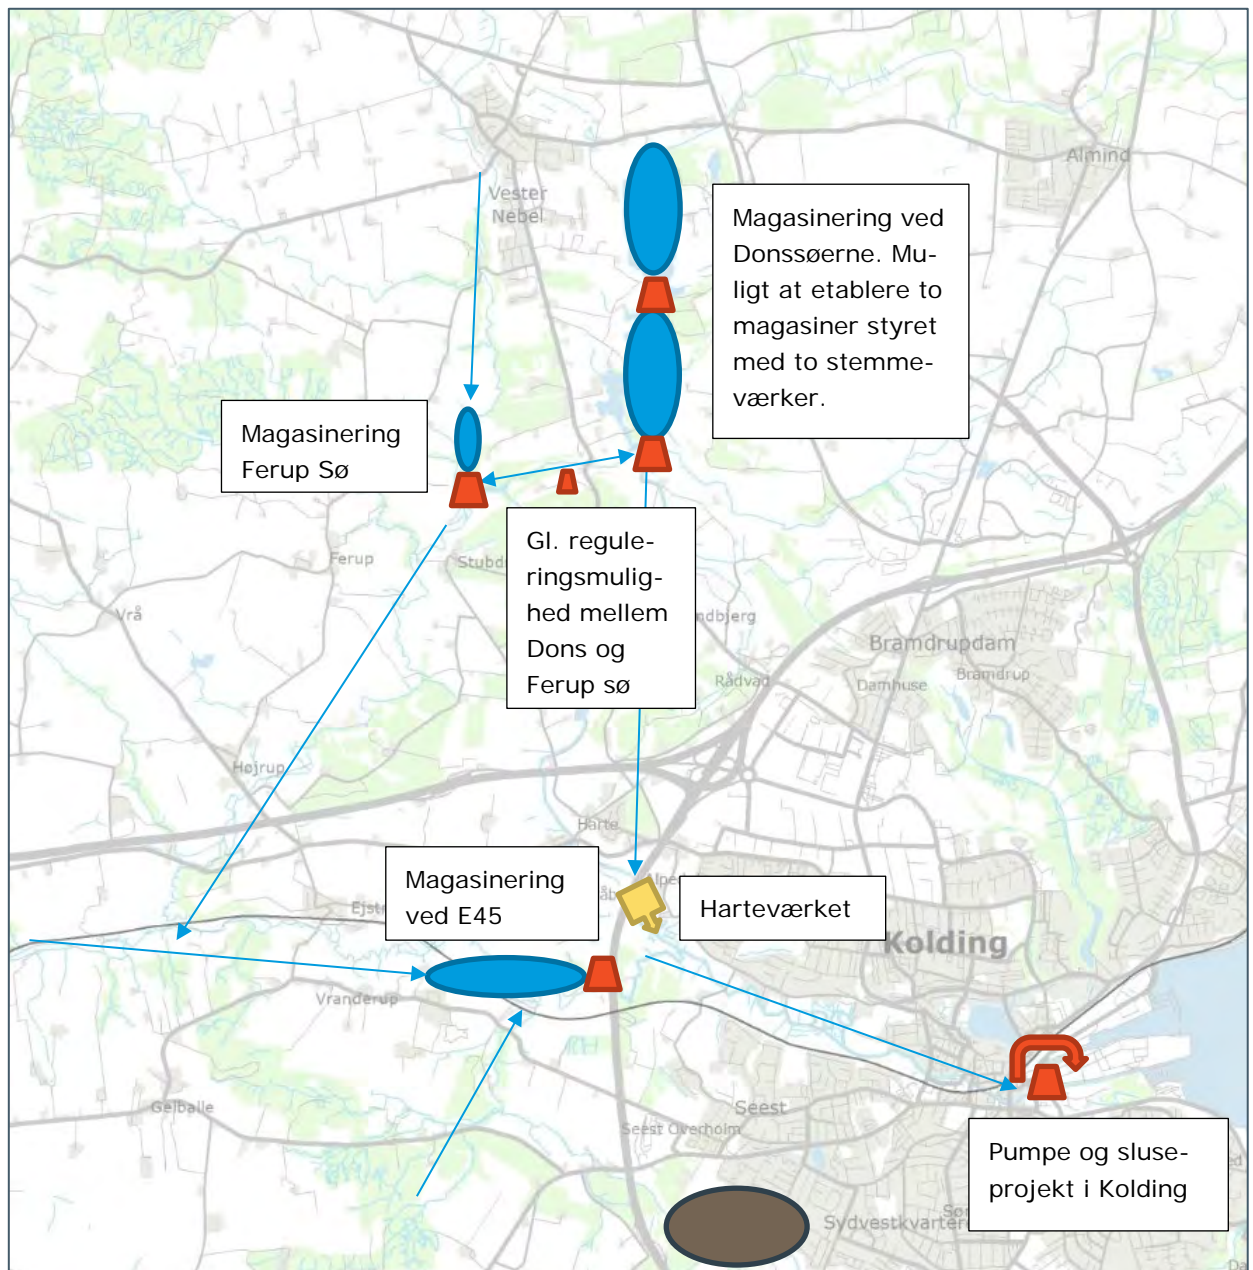 Almind
Vester
Nebel
Magasinering ved
Donssøerne. Mu-
ligt at etablere to
magasiner styret
med to stemme-
værker.
Magasinering
Ferup Sø
Gl. regule-
ringsmulig-
hed mellem
Dons og
Ferup sø
Ferup
Vrå
Bramdrupdam
Bramdrup
Damhuse
Rådvad
Højrup
Harte
Magasinering
ved E45
Harteværket
Kolding
Vranderup
Gelballe
Seest
Seest Overholm
Pumpe og sluse-
projekt i Kolding